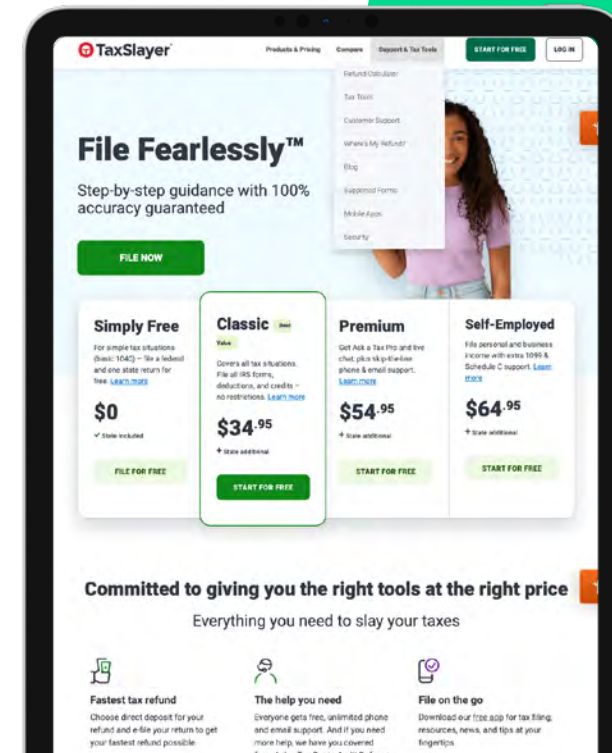 TaxSlayer
Products & Pricing
Compare
Support & Tax Tools
START FOR FREE
LOG IN
Refund Calculator
Tax Tools
Customer Support
Where's My Refund?
Blog
Supported Forms
Mobile Apps
Security
File Fearlessly™
Step-by-step guidance with 100%
accuracy guaranteed
FILE NOW
Simply Free
For simple tax situations
(basic 1040) – file a federal
and one state return for
free. Learn more
$0
State included
FILE FOR FREE
Classic Best
Value
Covers all tax situations.
File all IRS forms,
deductions, and credits –
no restrictions. Learn more
$34.95
+ State additional
START FOR FREE
Premium
Get Ask a Tax Pro and live
chat, plus skip-the-line
phone & email support.
Learn more
$54.95
+ State additional
START FOR FREE
Self-Employed
File personal and business
income with extra 1099 &
Schedule C support. Learn
more
$64.95
+ State additional
START FOR FREE
Committed to giving you the right tools at the right price
Everything you need to slay your taxes
Fastest tax refund
Choose direct deposit for your
refund and e-file your return to get
your fastest refund possible.
The help you need
Everyone gets free, unlimited phone
and email support. And if you need
more help, we have you covered
File on the go
Download our free app for tax filing,
resources, news, and tips at your
fingertips.